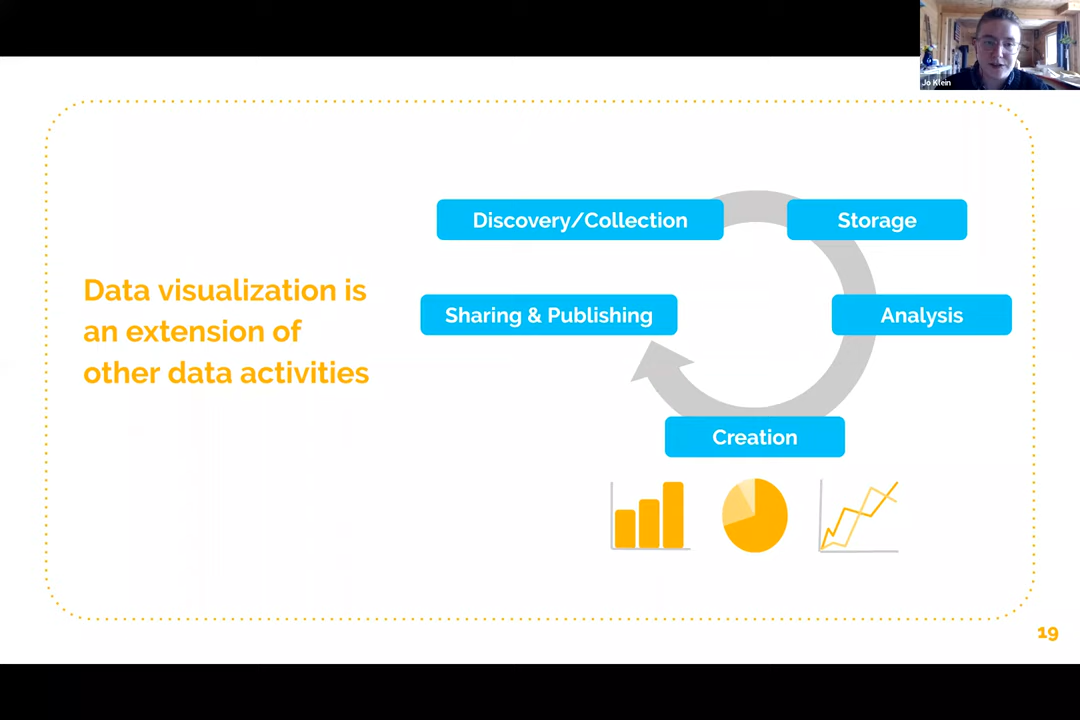 Jo Klein
Data visualization is
an extension of
other data activities
Discovery/Collection
Storage
Sharing & Publishing
Analysis
Creation
19